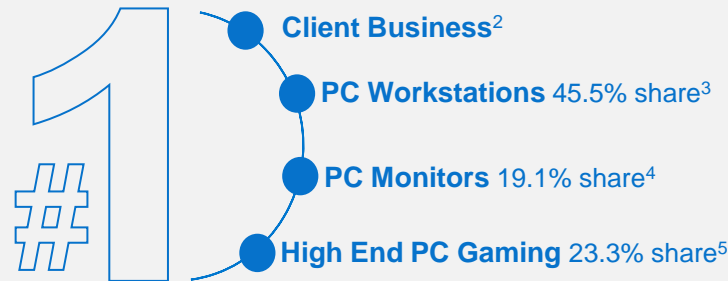 #1
Client Business²
PC Workstations 45.5% share³
PC Monitors 19.1% share⁴
High End PC Gaming 23.3% share⁵